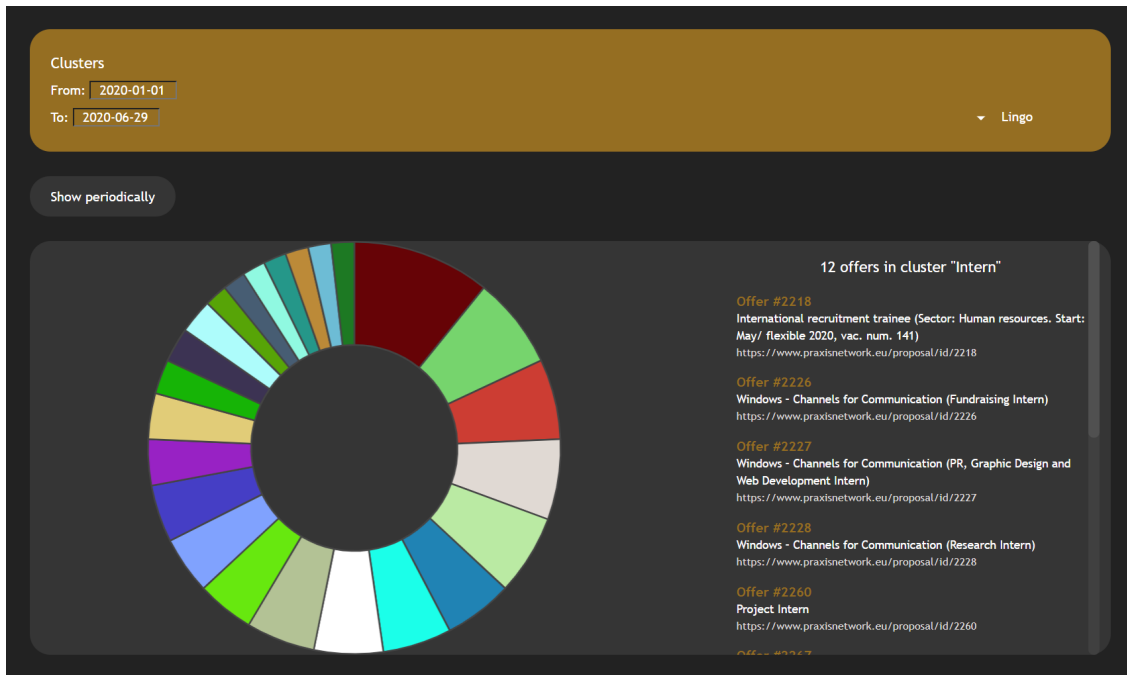 Clusters
From: 2020-01-01
To: 2020-06-29
Lingo
Show periodically
12 offers in cluster "Intern"
Offer #2218
International recruitment trainee (Sector: Human resources. Start:
May/ flexible 2020, vac. num. 141)
https://www.praxisnetwork.eu/proposal/id/2218
Offer #2226
Windows - Channels for Communication (Fundraising Intern)
https://www.praxisnetwork.eu/proposal/id/2226
Offer #2227
Windows - Channels for Communication (PR, Graphic Design and
Web Development Intern)
https://www.praxisnetwork.eu/proposal/id/2227
Offer #2228
Windows - Channels for Communication (Research Intern)
https://www.praxisnetwork.eu/proposal/id/2228
Offer #2260
Project Intern
https://www.praxisnetwork.eu/proposal/id/2260
Offer #2267